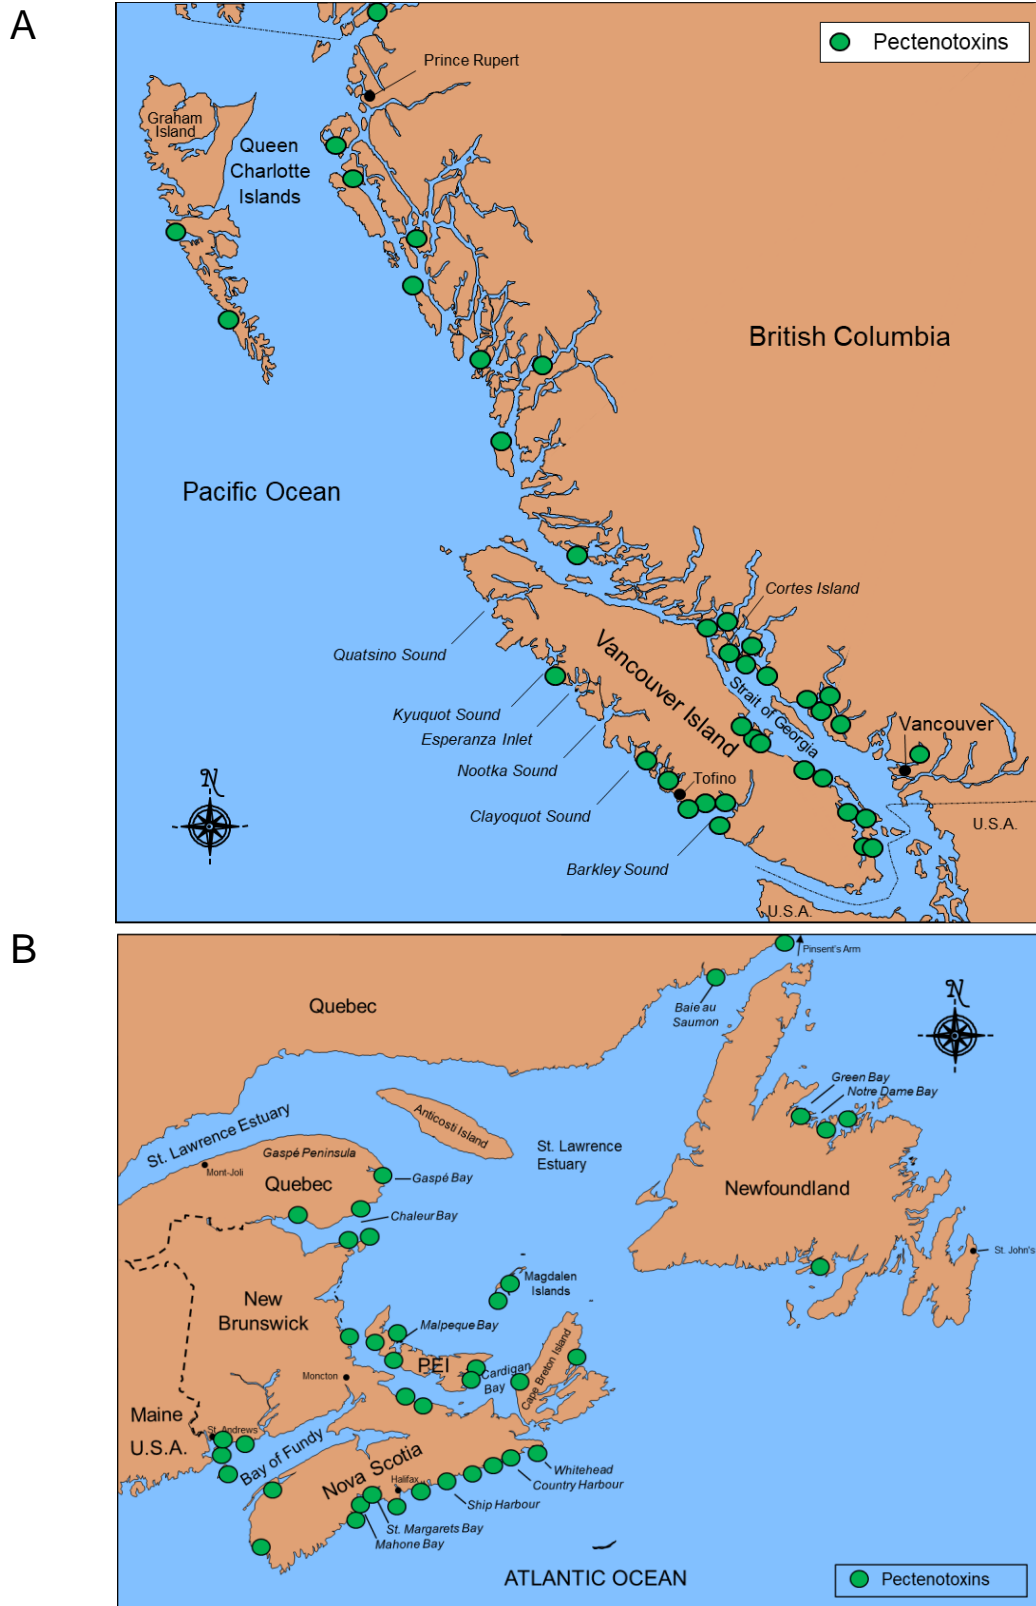 A
Pectenotoxins
Prince Rupert
Graham
Island
Queen
Charlotte
Islands
British Columbia
Pacific Ocean
Cortes Island
Quatsino Sound
Vancouver Island
Strait of Georgia
Kyuquot Sound
Esperanza Inlet
Nootka Sound
Vancouver
Tofino
Clayoquot Sound
Barkley Sound
N
U.S.A.
U.S.A.
B
Pinsent's Arm
Quebec
Baie au
Saumon
N
Green Bay
Notre Dame Bay
St. Lawrence Estuary
Anticosti Island
St. Lawrence
Estuary
Gaspé Peninsula
Mont-Joli
Quebec
Gaspé Bay
Newfoundland
Chaleur Bay
St. John's
Magdalen
Islands
New
Brunswick
Malpeque Bay
PEI
Cardigan
Bay
Cape Breton Island
Moncton
Maine
U.S.A.
St. Andrews
Bay of Fundy
Nova Scotia
Halifax
Whitehead
Country Harbour
Ship Harbour
St. Margarets Bay
Mahone Bay
ATLANTIC OCEAN
Pectenotoxins